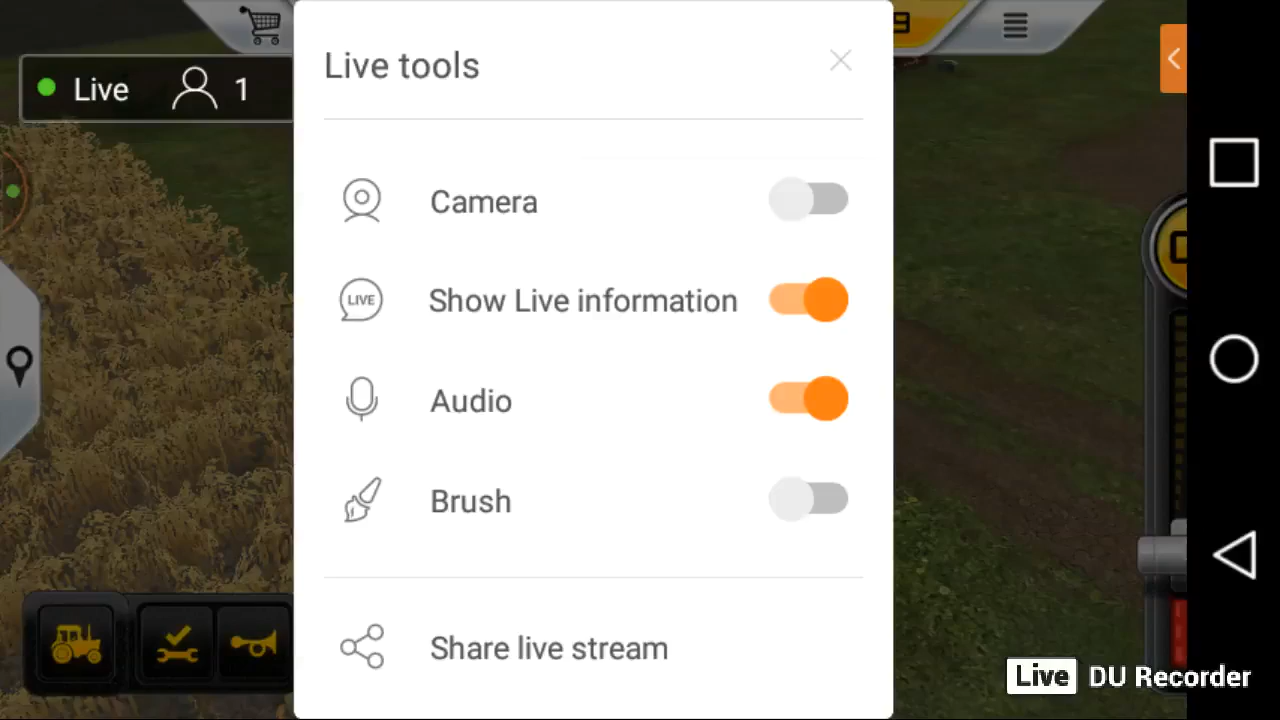 Live tools
Live 1
Camera
LIVE
Show Live information
Audio
Brush
Share live stream
Live DU Recorder